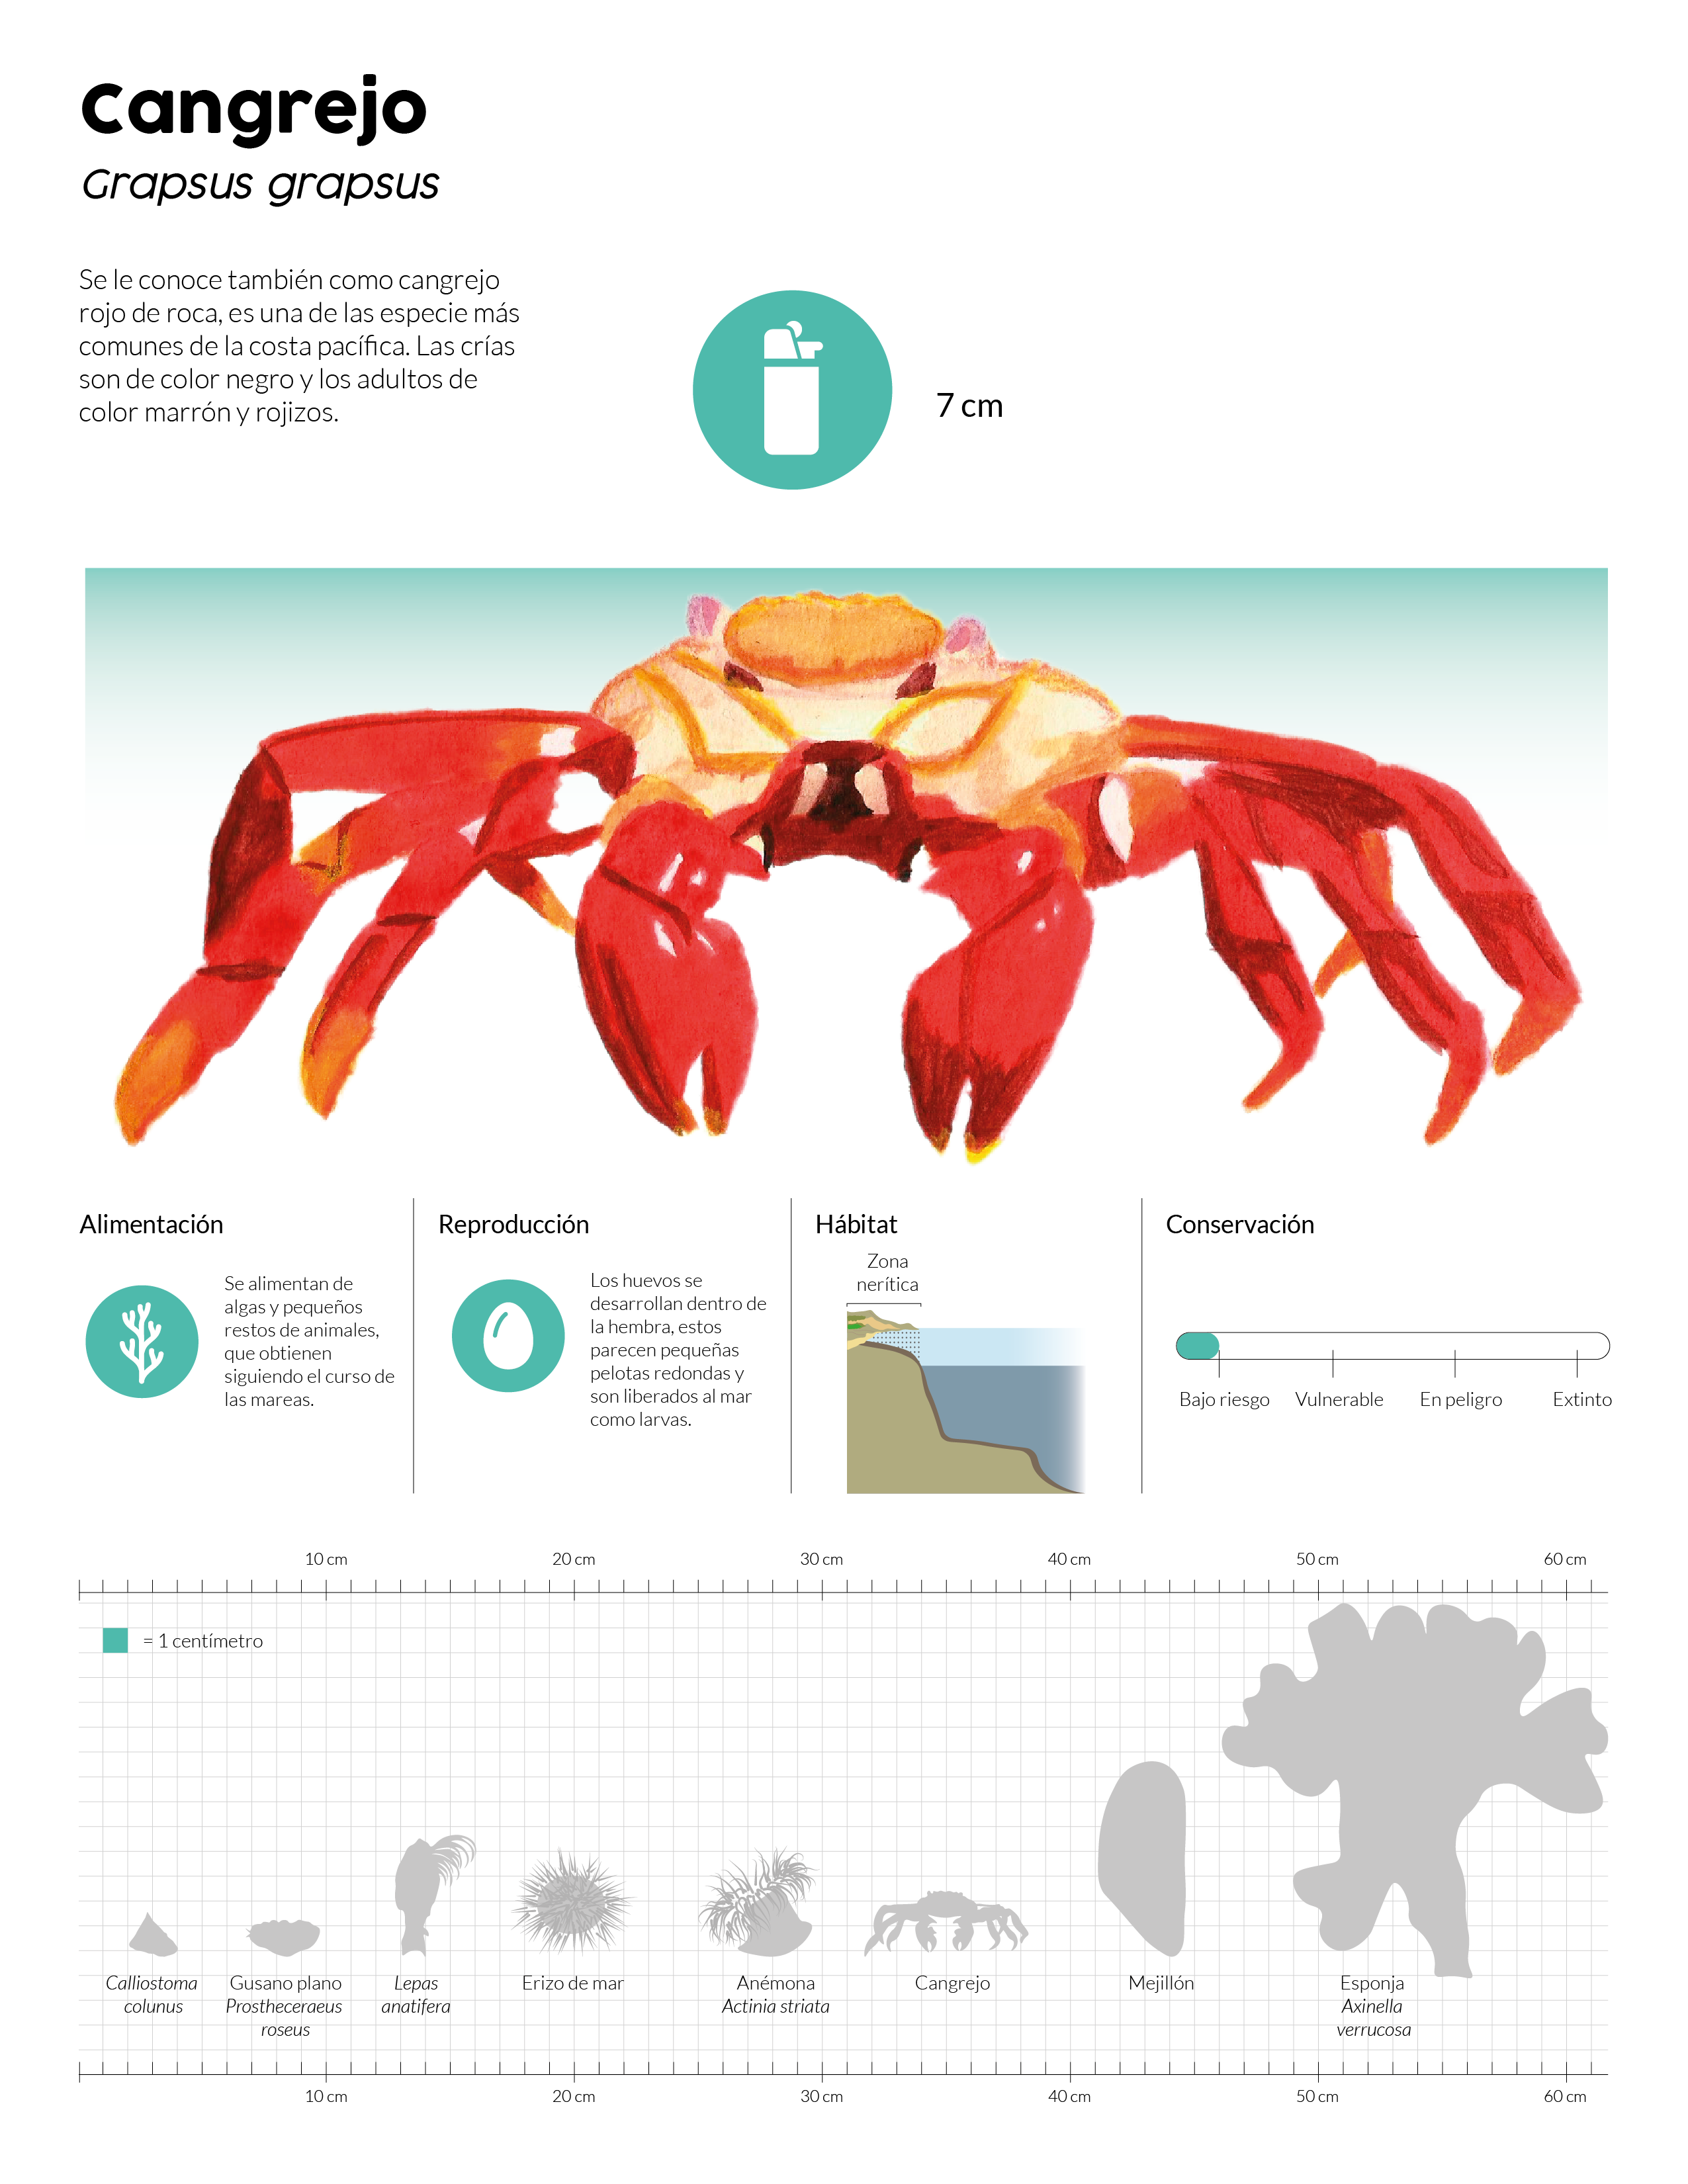 Cangrejo
Grapsus grapsus
Se le conoce también como cangrejo
rojo de roca, es una de las especie más
comunes de la costa pacífica. Las crías
son de color negro y los adultos de
color marrón y rojizos.
7 cm
Alimentación
Se alimentan de
algas y pequeños
restos de animales,
que obtienen
siguiendo el curso de
las mareas.
Reproducción
Los huevos se
desarrollan dentro de
la hembra, estos
parecen pequeñas
pelotas redondas y
son liberados al mar
como larvas.
Hábitat
Zona
nerítica
Conservación
Bajo riesgo Vulnerable En peligro Extinto
10 cm 20 cm 30 cm 40 cm 50 cm 60 cm
= 1 centímetro
Calliostoma
colunus
Gusano plano
Prostheceraeus
roseus
Lepas
anatifera
Erizo de mar
Anémona
Actinia striata
Cangrejo
Mejillón
Esponja
Axinella
verrucosa
10 cm 20 cm 30 cm 40 cm 50 cm 60 cm